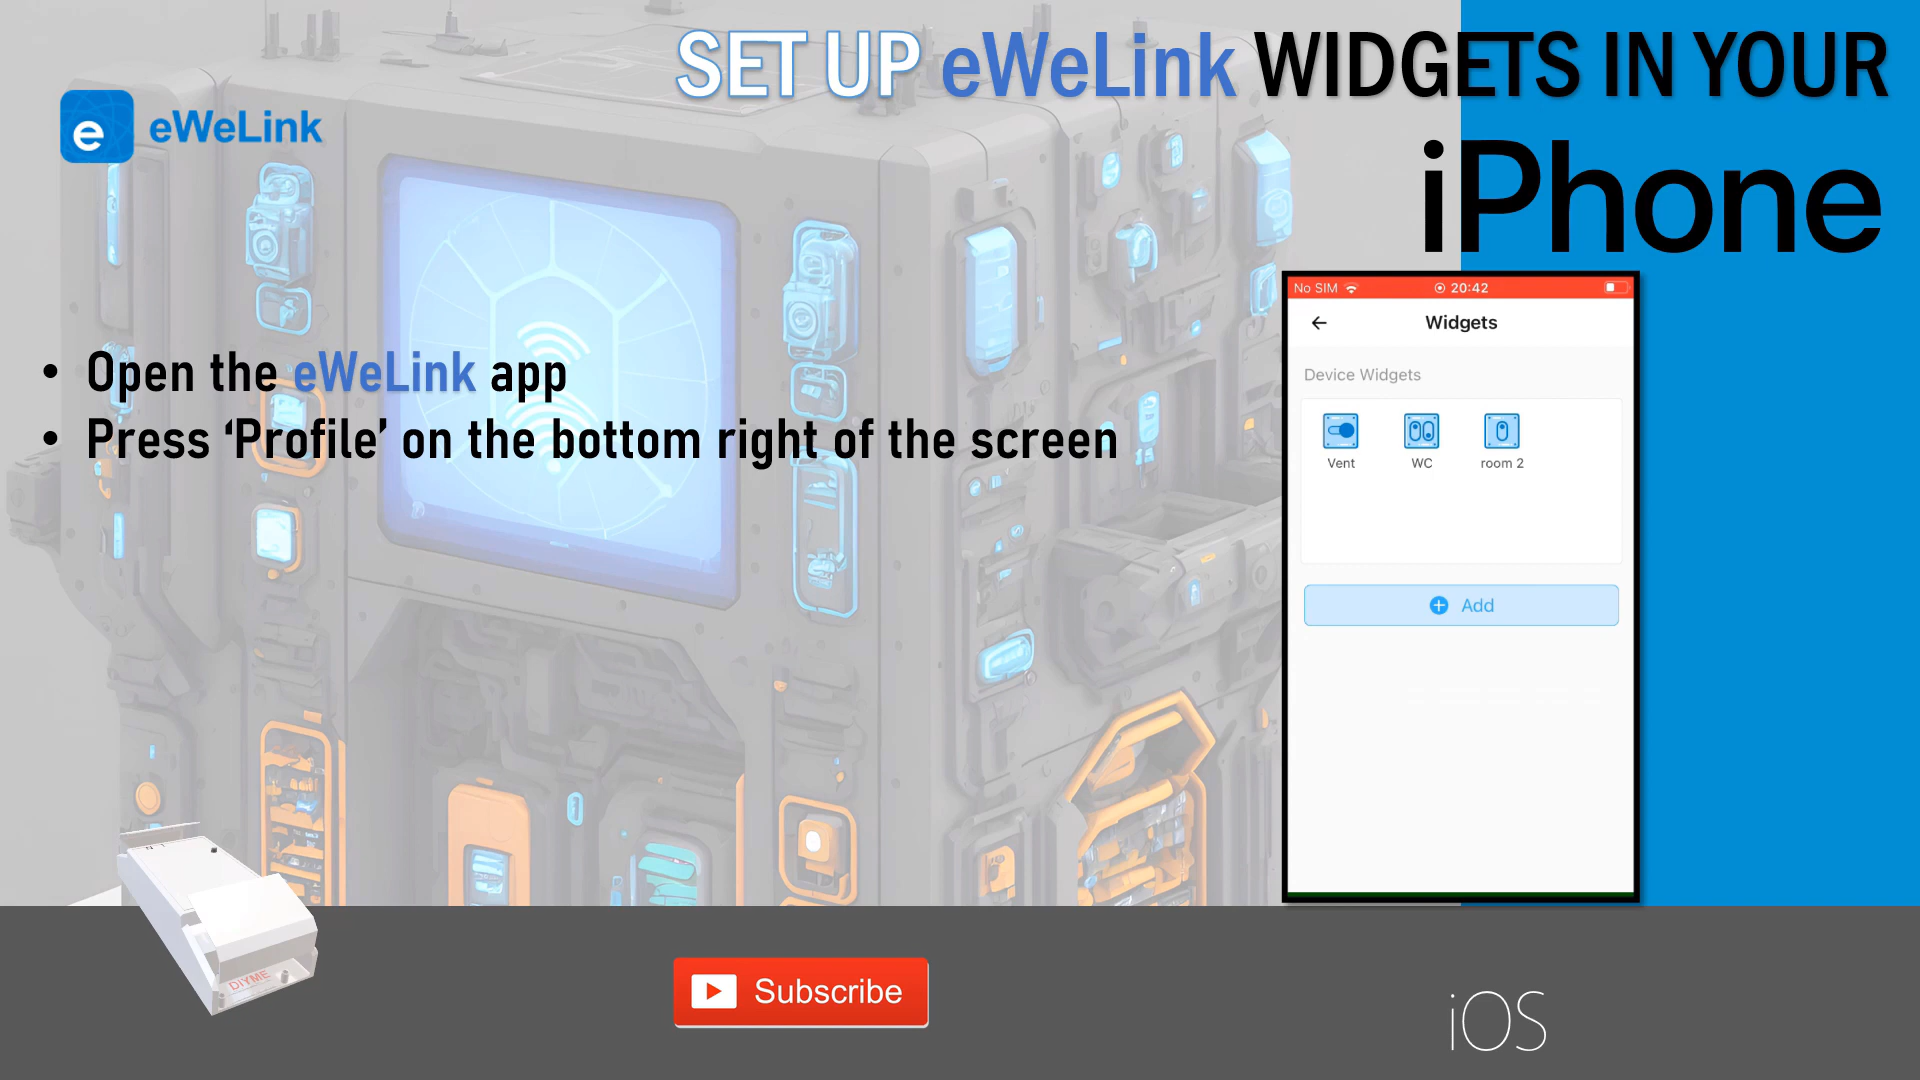 SET UP eWeLink WIDGETS IN YOUR
iPhone
e eWeLink
• Open the eWeLink app
• Press ‘Profile’ on the bottom right of the screen
No SIM 20:42
Widgets
Device Widgets
Vent WC room 2
Add
DIYME
Subscribe
iOS